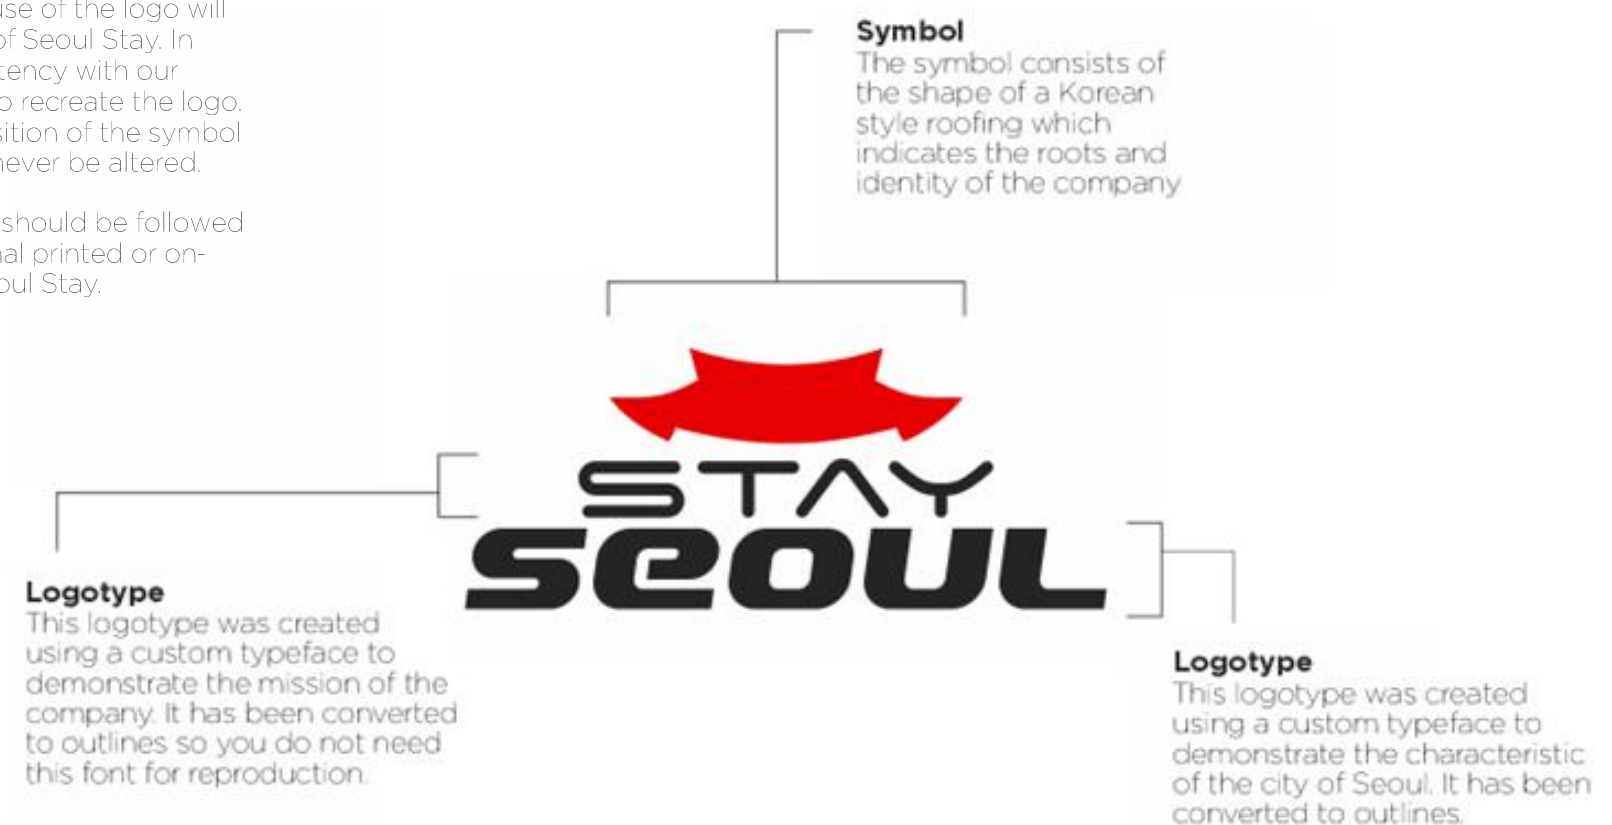 use of the logo will
of Seoul Stay. In
tency with our
o recreate the logo.
sition of the symbol
never be altered.
should be followed
nal printed or on-
oul Stay.
Symbol
The symbol consists of
the shape of a Korean
style roofing which
indicates the roots and
identity of the company
STAY
seoul
Logotype
This logotype was created
using a custom typeface to
demonstrate the mission of the
company. It has been converted
to outlines so you do not need
this font for reproduction.
Logotype
This logotype was created
using a custom typeface to
demonstrate the characteristic
of the city of Seoul. It has been
converted to outlines.